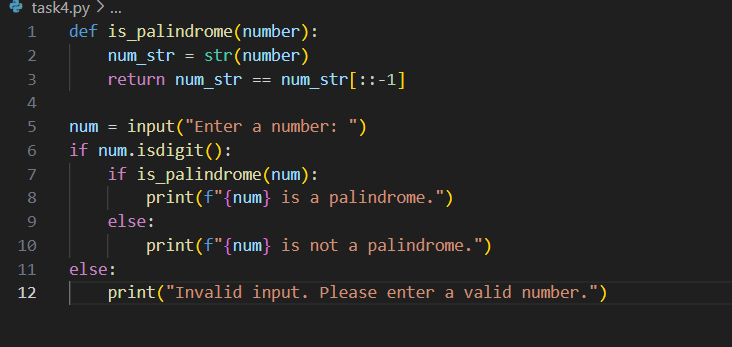 task4.py > ...
1 def is_palindrome(number):
2     num_str = str(number)
3     return num_str == num_str[::-1]
4
5 num = input("Enter a number: ")
6 if num.isdigit():
7     if is_palindrome(num):
8         print(f"{num} is a palindrome.")
9     else:
10         print(f"{num} is not a palindrome.")
11 else:
12     print("Invalid input. Please enter a valid number.")